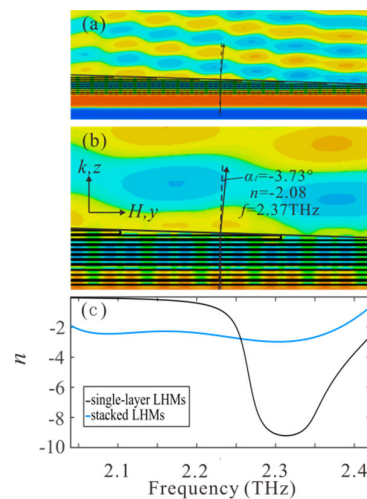 (a)
(b)
k,z
H,y
α₁=-3.73°
n=-2.08
f=2.37THz
(c)
-2
-4
-6
-8
-10
n
single-layer LHMs
stacked LHMs
2.1 2.2 2.3 2.4
Frequency (THz)